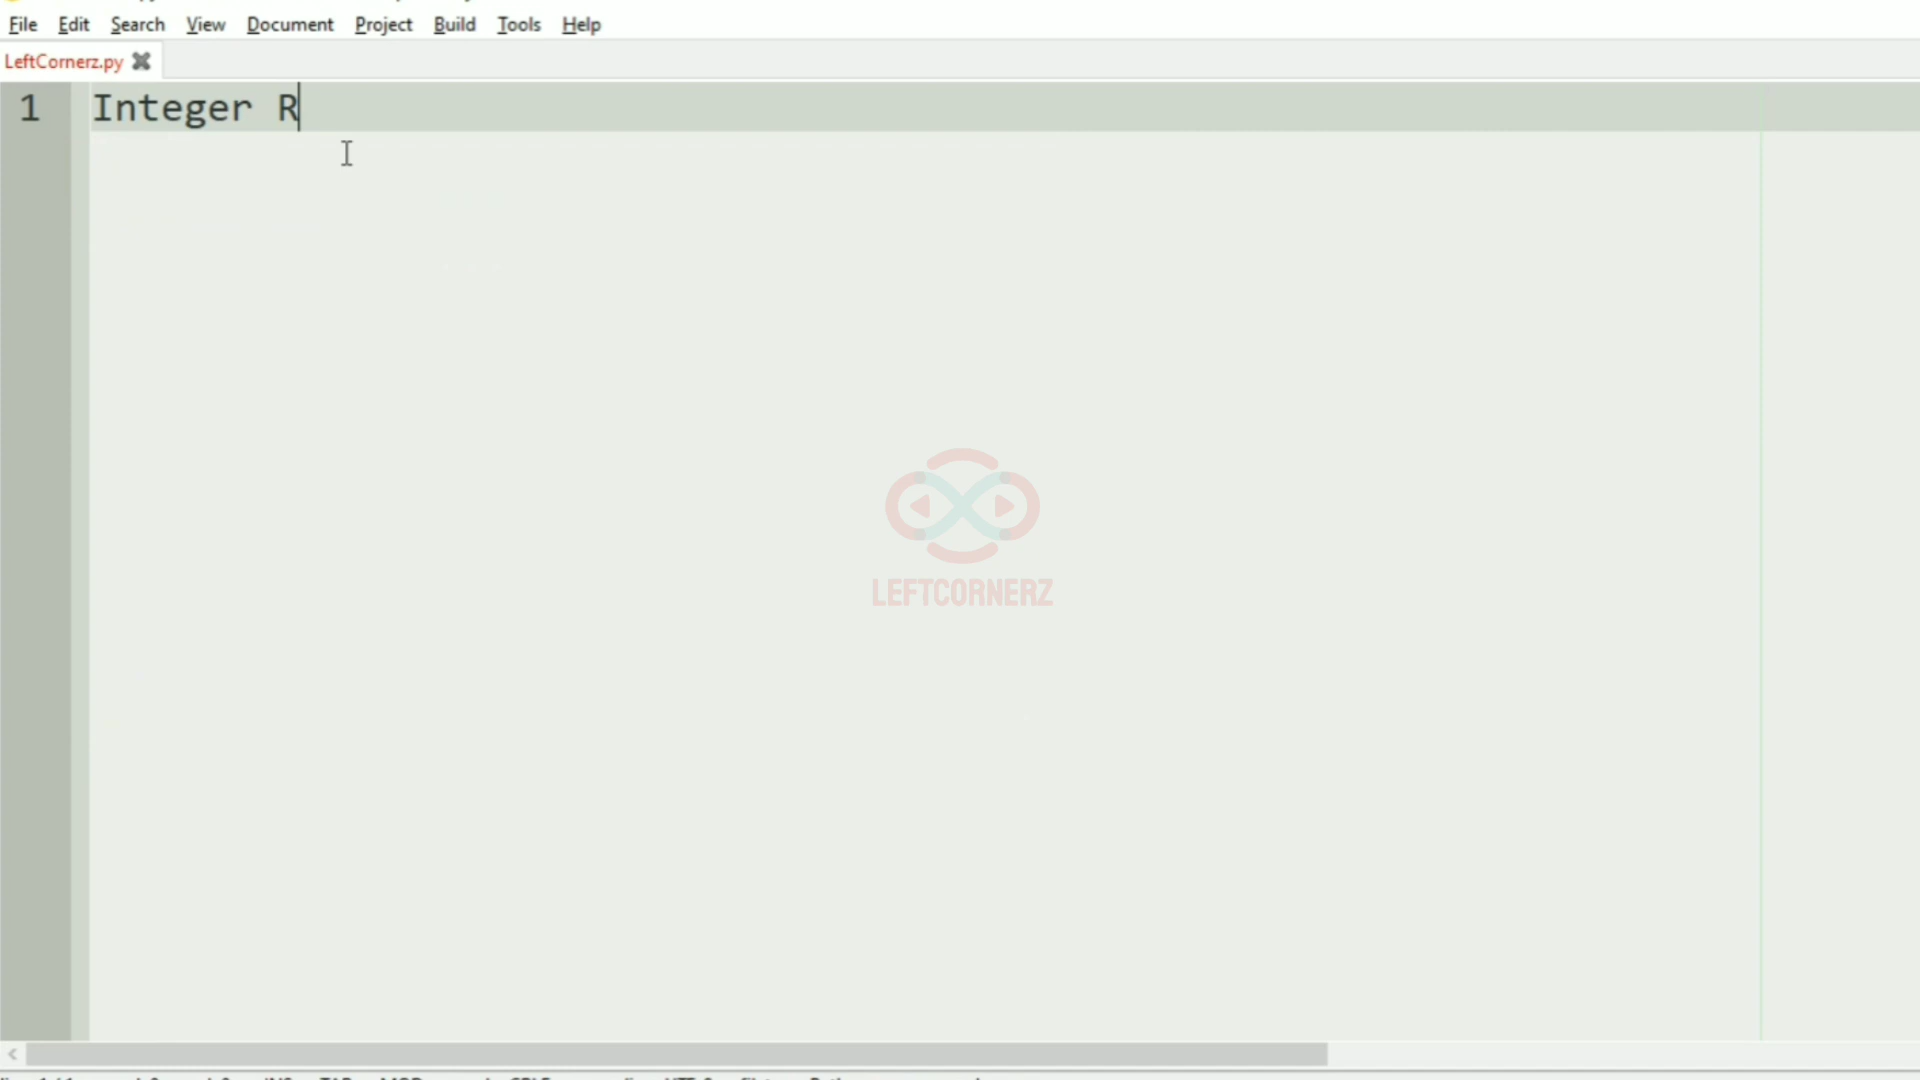 File Edit Search View Document Project Build Tools Help
LeftCornerz.py
1 Integer R
LEFTCORNERZ